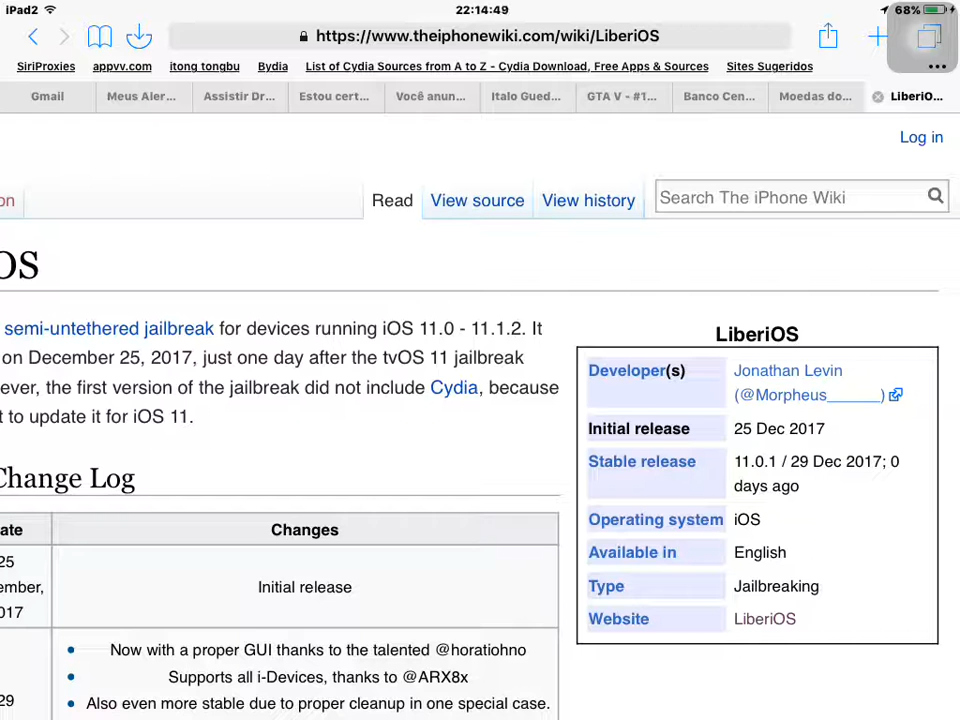 iPad2 22:14:49 68%
https://www.theiphonewiki.com/wiki/LiberiOS
SiriProxies appvv.com itong tongbu Bydia List of Cydia Sources from A to Z - Cydia Download, Free Apps & Sources Sites Sugeridos
Gmail Meus Aler... Assistir Dr... Estou cert... Você anun... Italo Gued... GTA V - #1... Banco Cen... Moedas do... LiberiO...
Log in
on Read View source View history Search The iPhone Wiki
OS
semi-untethered jailbreak for devices running iOS 11.0 - 11.1.2. It
on December 25, 2017, just one day after the tvOS 11 jailbreak
ever, the first version of the jailbreak did not include Cydia, because
t to update it for iOS 11.
LiberiOS
Developer(s) Jonathan Levin
(@Morpheus______)
Initial release 25 Dec 2017
Stable release 11.0.1 / 29 Dec 2017; 0
days ago
Operating system iOS
Available in English
Type Jailbreaking
Website LiberiOS
Change Log
ate Changes
25
ember,
017
Initial release
29
Now with a proper GUI thanks to the talented @horatiohno
Supports all i-Devices, thanks to @ARX8x
Also even more stable due to proper cleanup in one special case.